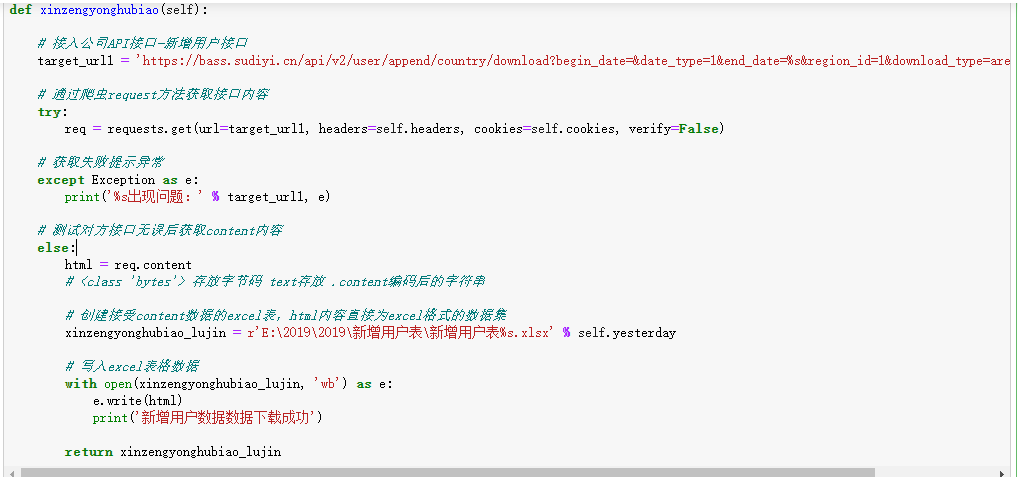 def xinzengyonghubiao(self):
# 接入公司API接口-新增用户接口
target_url1 = 'https://bass.sudiyi.cn/api/v2/user/append/country/download?begin_date=&date_type=1&end_date=%s&region_id=1&download_type=are
# 通过爬虫request方法获取接口内容
try:
req = requests.get(url=target_url1, headers=self.headers, cookies=self.cookies, verify=False)
# 获取失败提示异常
except Exception as e:
print('%s出现问题：' % target_url1, e)
# 测试对方接口无误后获取content内容
else:
html = req.content
# <class 'bytes'> 存放字节码 text存放 .content编码后的字符串
# 创建接受content数据的excel表，html内容直接为excel格式的数据集
xinzengyonghubiao_lujin = r'E:\2019\2019\新增用户表\新增用户表%s.xlsx' % self.yesterday
# 写入excel表格数据
with open(xinzengyonghubiao_lujin, 'wb') as e:
e.write(html)
print('新增用户数据数据下载成功')
return xinzengyonghubiao_lujin